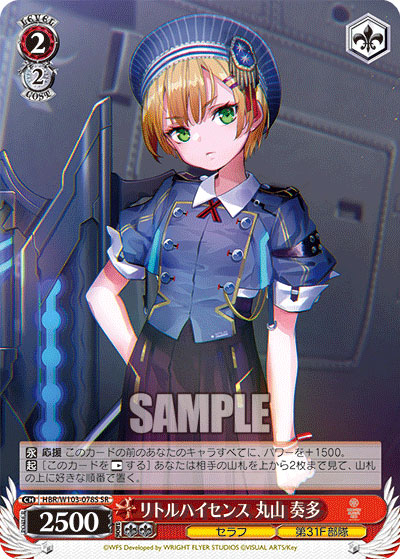 LEVEL
2
2
COST
SAMPLE
永 応援 このカードの前のあなたのキャラすべてに、パワーを+1500。
起 [このカードを する] あなたは相手の山札を上から2枚まで見て、山札
の上に好きな順番で置く。
CH HBR/W103-078S SR
リトルハイセンス 丸山 奏多
2500
セラフ 第31F部隊
©WFS Developed by WRIGHT FLYER STUDIOS ©VISUAL ARTS/Key